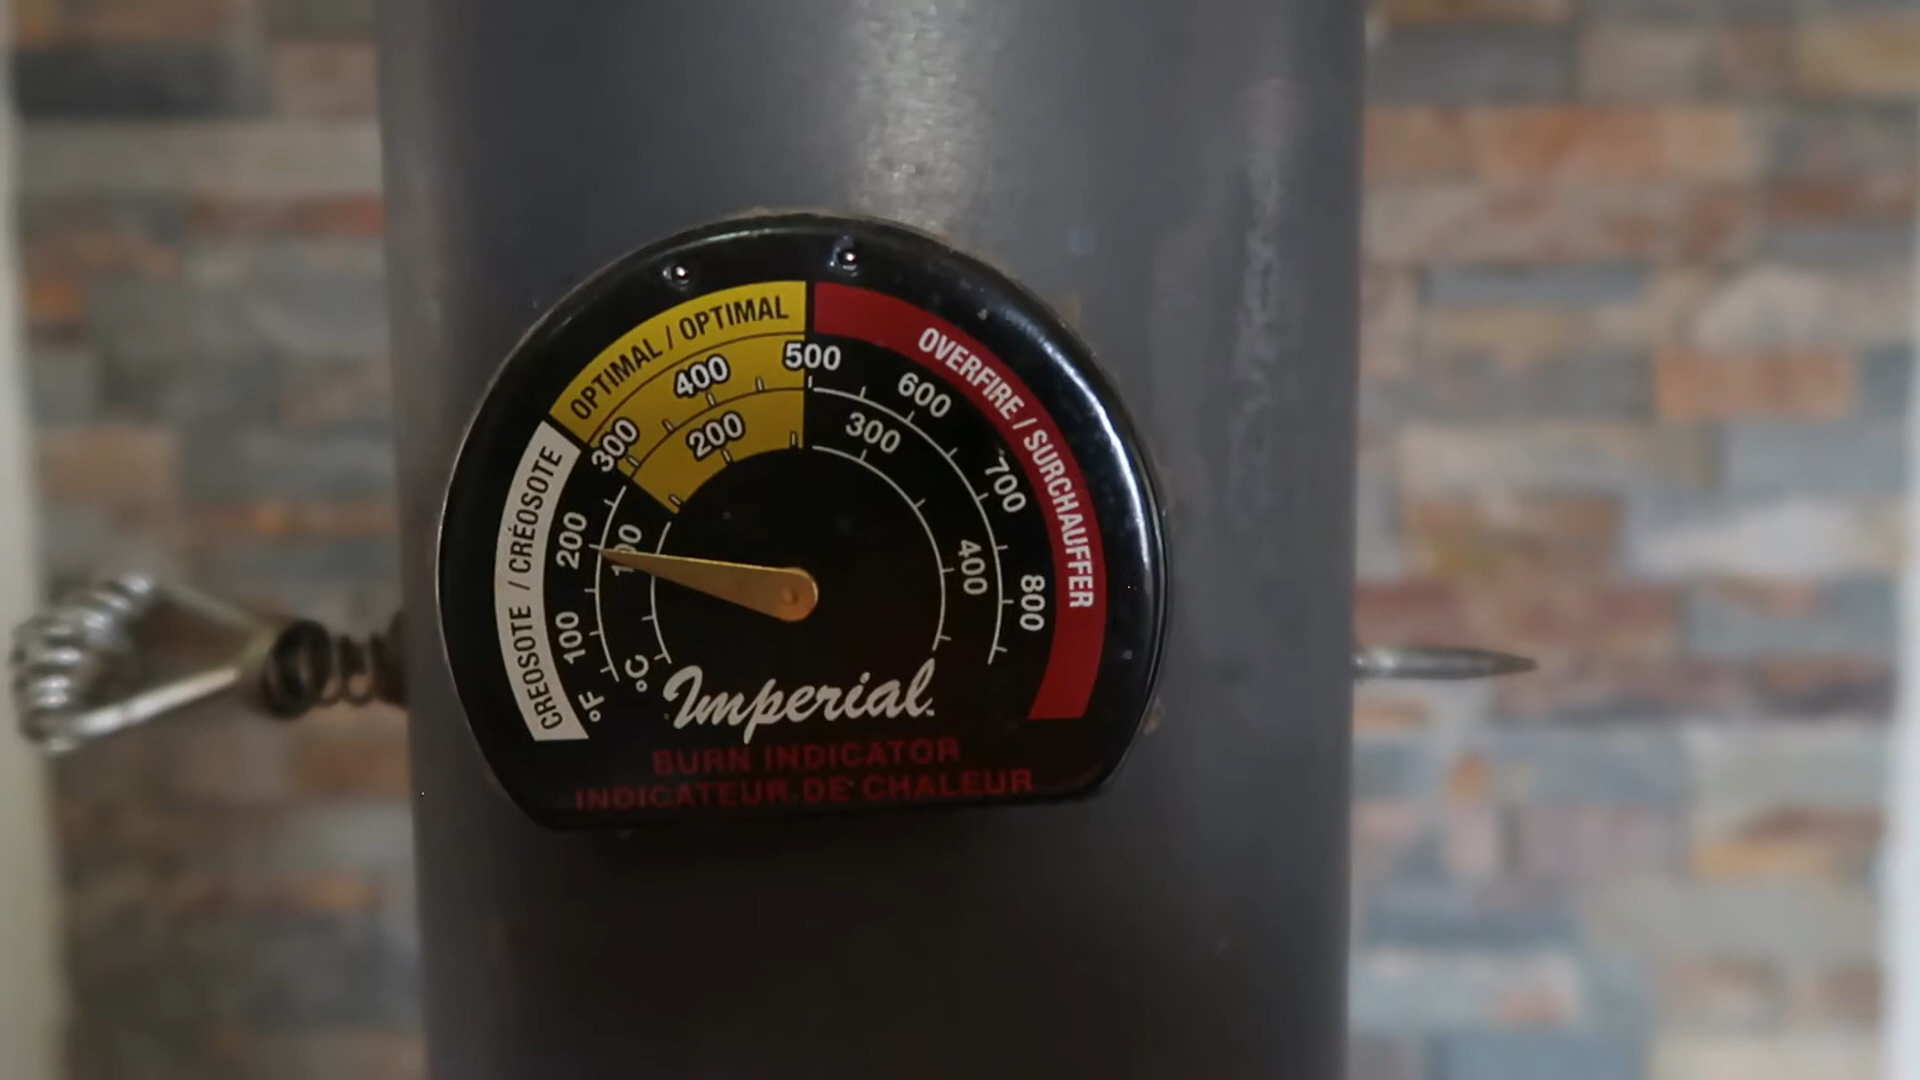 OPTIMAL / OPTIMAL
OVERFIRE / SURCHAUFFER
CREOSOTE / CRÉOSOTE
100 200 300 400 500 600 700 800
°F
100 200 300 400
°C
Imperial™
BURN INDICATOR
INDICATEUR DE CHALEUR